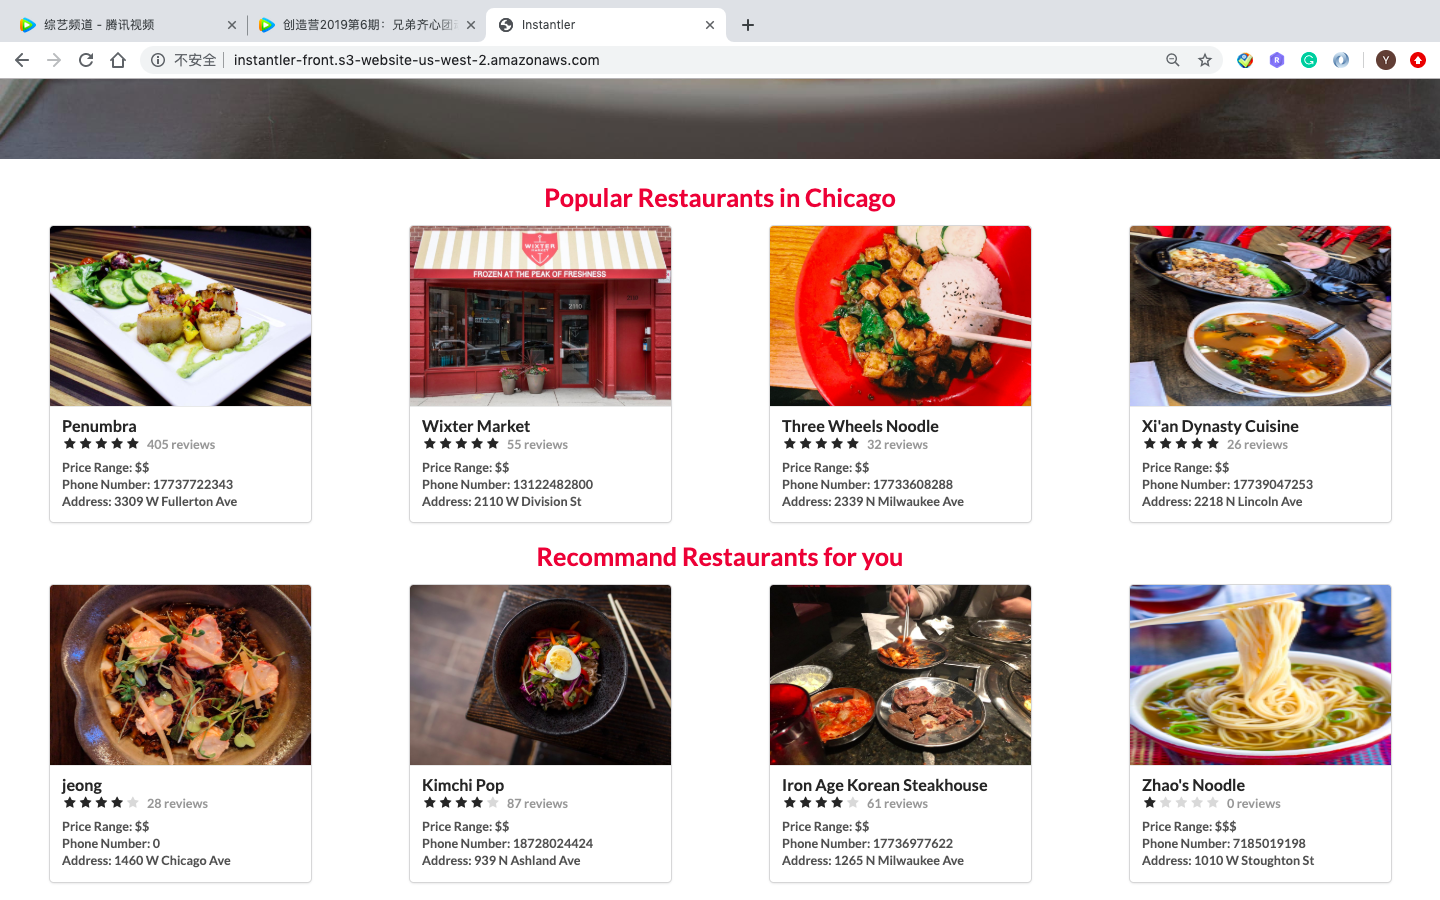 综艺频道 - 腾讯视频
创造营2019第6期：兄弟齐心团
Instantler
不安全
instantler-front.s3-website-us-west-2.amazonaws.com
Y
Popular Restaurants in Chicago
WIXTER
FROZEN AT THE PEAK OF FRESHNESS
2110
Penumbra
405 reviews
Price Range: $$
Phone Number: 17737722343
Address: 3309 W Fullerton Ave
Wixter Market
55 reviews
Price Range: $$
Phone Number: 13122482800
Address: 2110 W Division St
Three Wheels Noodle
32 reviews
Price Range: $$
Phone Number: 17733608288
Address: 2339 N Milwaukee Ave
Xi'an Dynasty Cuisine
26 reviews
Price Range: $$
Phone Number: 17739047253
Address: 2218 N Lincoln Ave
Recommand Restaurants for you
jeong
28 reviews
Price Range: $$
Phone Number: 0
Address: 1460 W Chicago Ave
Kimchi Pop
87 reviews
Price Range: $$
Phone Number: 18728024424
Address: 939 N Ashland Ave
Iron Age Korean Steakhouse
61 reviews
Price Range: $$
Phone Number: 17736977622
Address: 1265 N Milwaukee Ave
Zhao's Noodle
0 reviews
Price Range: $$$
Phone Number: 7185019198
Address: 1010 W Stoughton St